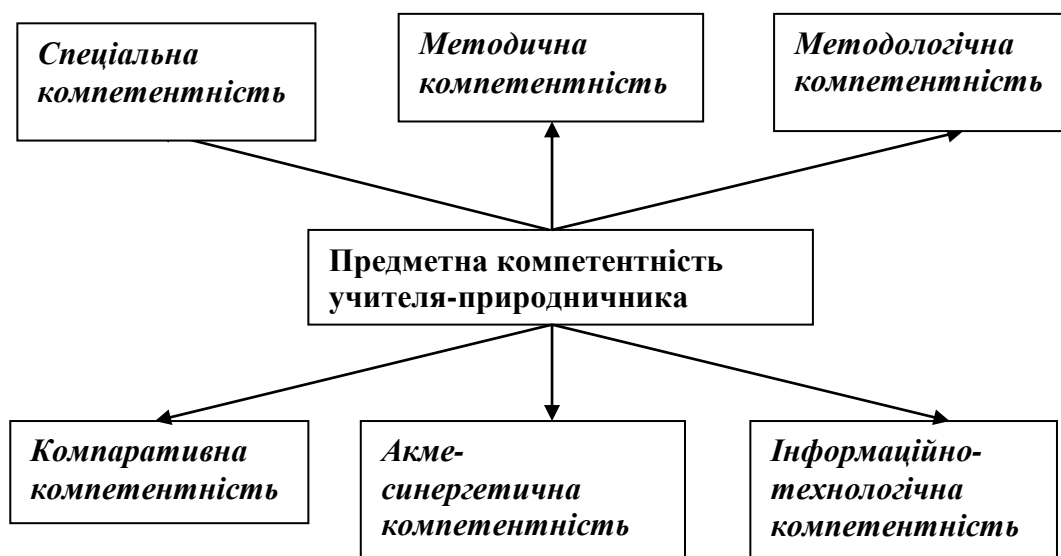 Спеціальна
компетентність
Методична
компетентність
Методологічна
компетентність
Предметна компетентність
учителя-природничника
Компаративна
компетентність
Акме-
синергетична
компетентність
Інформаційно-
технологічна
компетентність